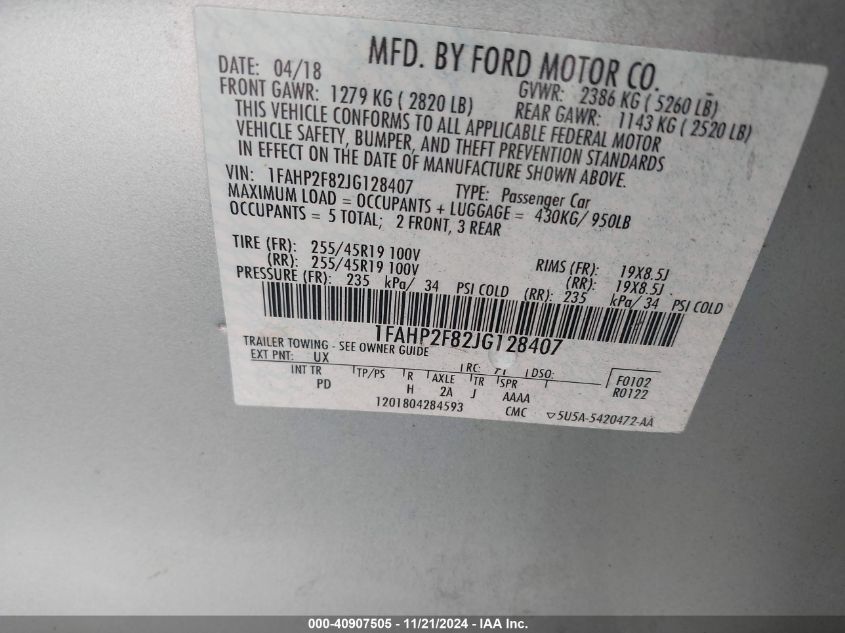 MFD. BY FORD MOTOR CO.
DATE: 04/18 GVWR: 2386 KG ( 5260 LB)
FRONT GAWR: 1279 KG ( 2820 LB) REAR GAWR: 1143 KG ( 2520 LB)
THIS VEHICLE CONFORMS TO ALL APPLICABLE FEDERAL MOTOR
VEHICLE SAFETY, BUMPER, AND THEFT PREVENTION STANDARDS
IN EFFECT ON THE DATE OF MANUFACTURE SHOWN ABOVE.
VIN: 1FAHP2F82JG128407 TYPE: Passenger Car
MAXIMUM LOAD = OCCUPANTS + LUGGAGE = 430KG/ 950LB
OCCUPANTS = 5 TOTAL; 2 FRONT, 3 REAR
TIRE (FR): 255/45R19 100V RIMS (FR): 19X8.5J
(RR): 255/45R19 100V (RR): 19X8.5J
PRESSURE (FR): 235 kPa/ 34 PSI COLD (RR): 235 kPa/ 34 PSI COLD
1FAHP2F82JG128407
TRAILER TOWING - SEE OWNER GUIDE
EXT PNT: UX RC: 71 DSO: F0102
INT TR TP/PS R AXLE TR SPR R0122
PD H 2A J AAAA
1201804284593 CMC ▽5U5A-5420472-AA
000-40907505 - 11/21/2024 - IAA Inc.